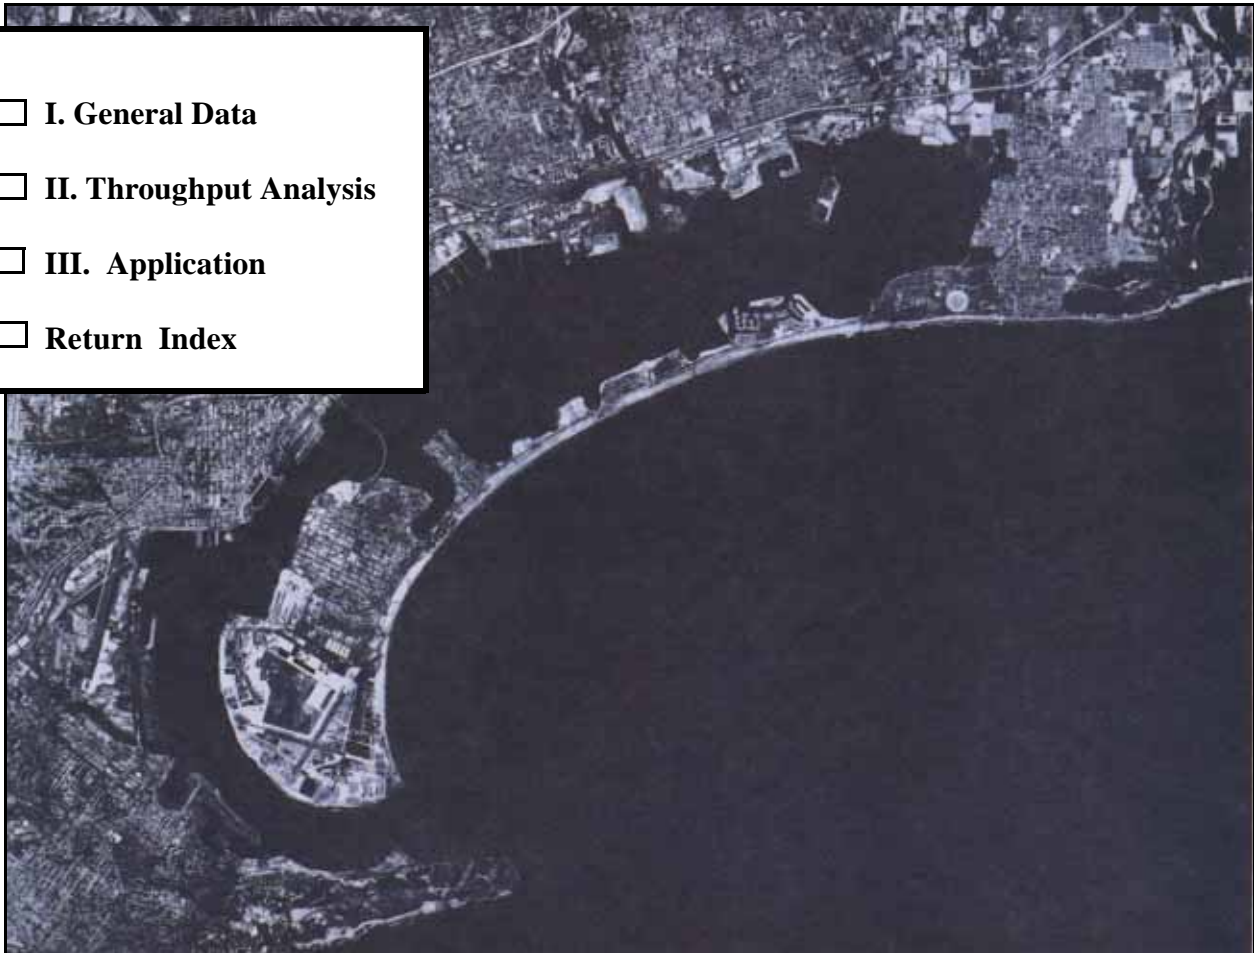 I. General Data
II. Throughput Analysis
III. Application
Return Index